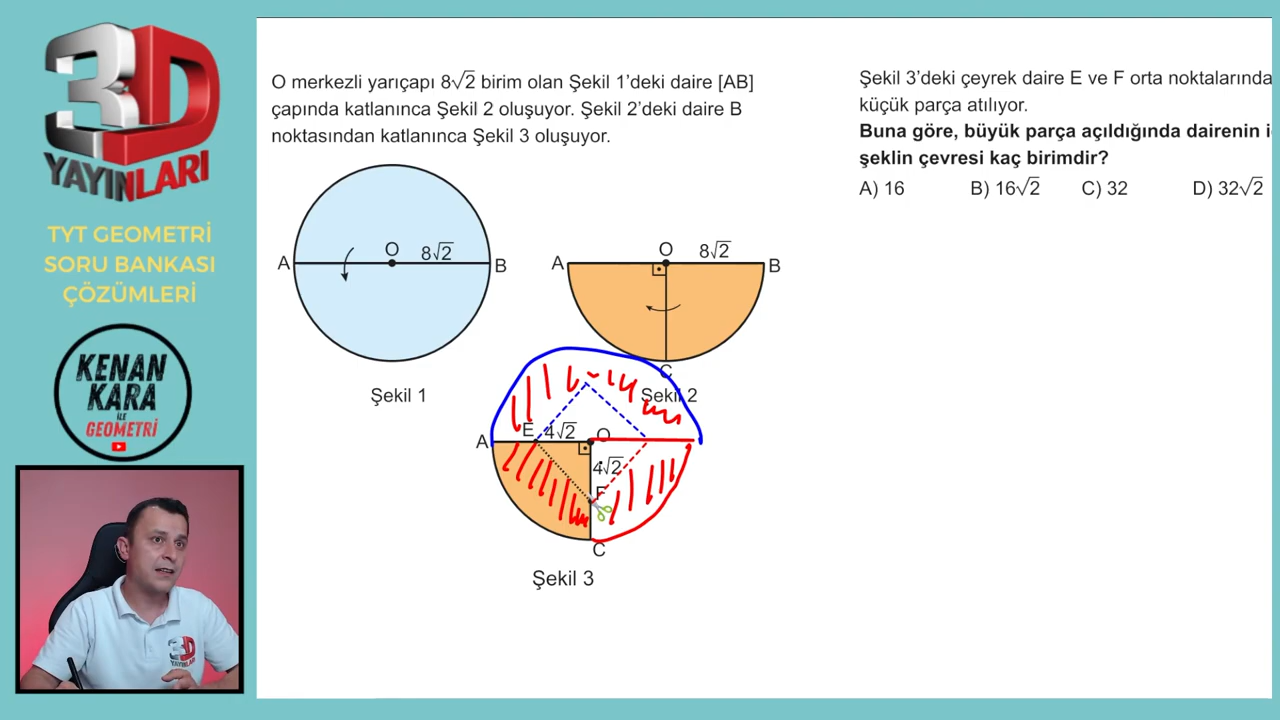 3D
YAYINLARI
TYT GEOMETRİ
SORU BANKASI
ÇÖZÜMLERİ
KENAN
KARA
İLE
GEOMETRİ
O merkezli yarıçapı 8√2 birim olan Şekil 1'deki daire [AB]
çapında katlanınca Şekil 2 oluşuyor. Şekil 2'deki daire B
noktasından katlanınca Şekil 3 oluşuyor.
A
O
8√2
B
Şekil 1
A
O
8√2
B
C
Şekil 2
A
E
4√2
O
4√2
F
C
Şekil 3
Şekil 3'deki çeyrek daire E ve F orta noktalarında
küçük parça atılıyor.
Buna göre, büyük parça açıldığında dairenin i
şeklin çevresi kaç birimdir?
A) 16 B) 16√2 C) 32 D) 32√2
3D
YAYINLARI